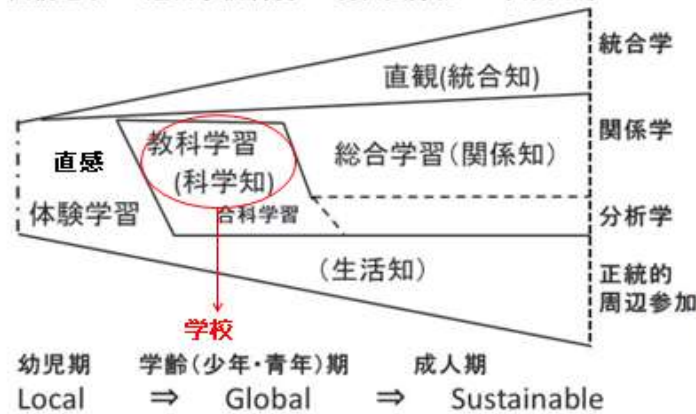 統合学
直観(統合知)
関係学
直感
教科学習
(科学知)
総合学習(関係知)
体験学習
合科学習
分析学
(生活知)
正統的
周辺参加
学校
幼児期 学齢(少年・青年)期 成人期
Local ⇒ Global ⇒ Sustainable